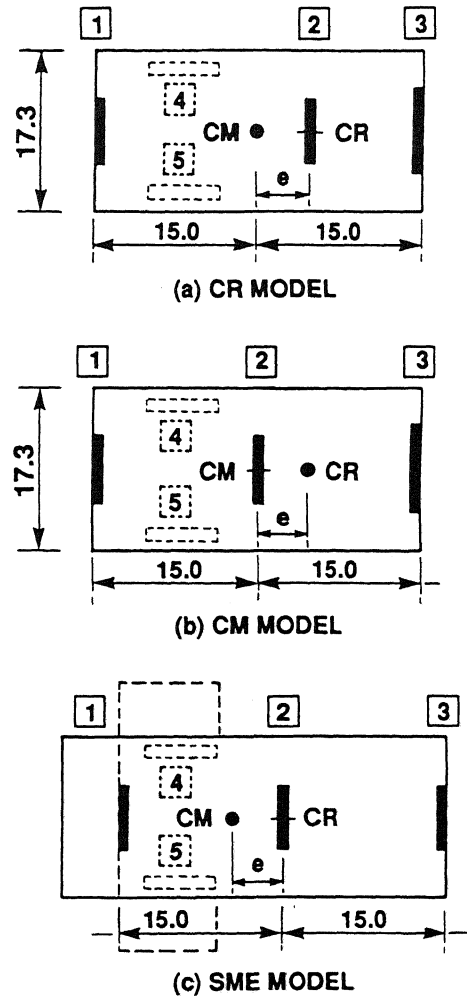 1 2 3
17.3
4
CM CR
5
e
15.0 15.0
(a) CR MODEL
1 2 3
17.3
4
CM CR
5
e
15.0 15.0
(b) CM MODEL
1 2 3
4
CM CR
5
e
15.0 15.0
(c) SME MODEL